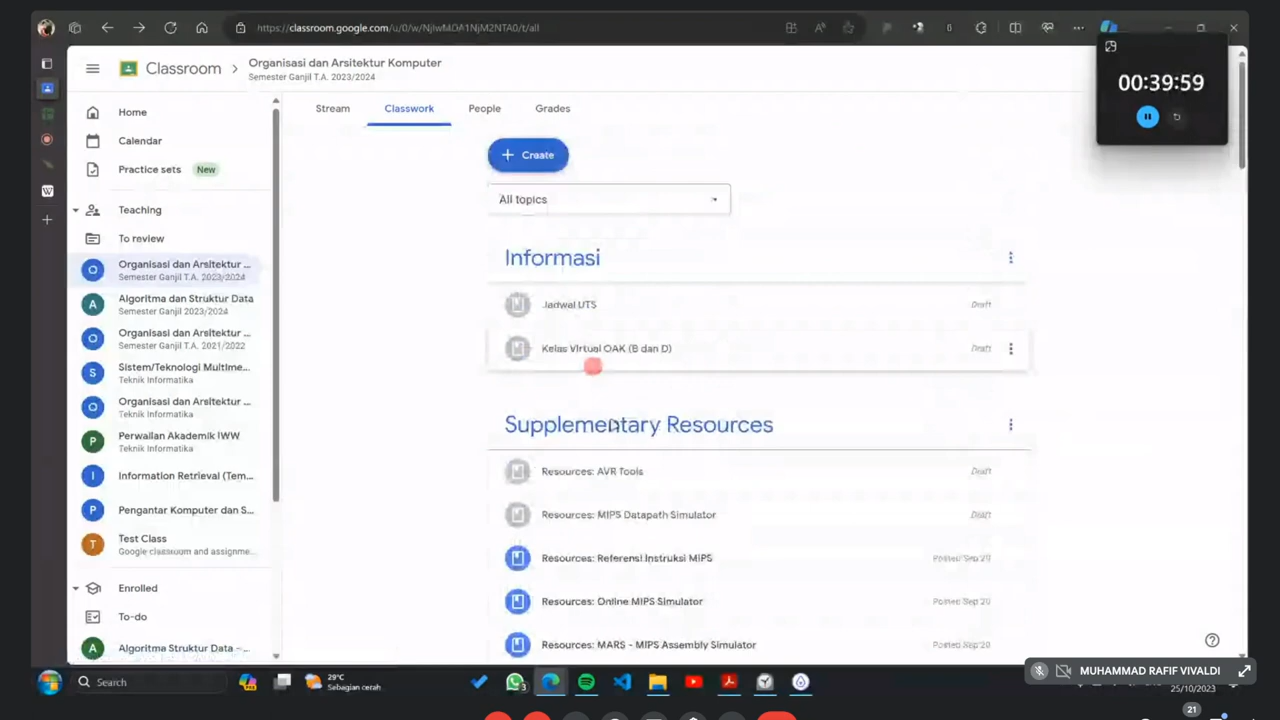 https://classroom.google.com/u/0/w/NjIwMDA1NjM2NTA0/t/all
Classroom
Organisasi dan Arsitektur Komputer
Semester Ganjil T.A. 2023/2024
00:39:59
Stream
Classwork
People
Grades
Home
Calendar
Practice sets New
Teaching
To review
Organisasi dan Arsitektur ...
Semester Ganjil T.A. 2023/2024
Algoritma dan Struktur Data
Semester Ganjil 2023/2024
Organisasi dan Arsitektur ...
Semester Ganjil T.A. 2021/2022
Sistem/Teknologi Multime...
Teknik Informatika
Organisasi dan Arsitektur ...
Teknik Informatika
Perwalian Akademik IWW
Teknik Informatika
Information Retrieval (Tem...
Pengantar Komputer dan S...
Test Class
Google classroom and assignme...
Enrolled
To-do
Algoritma Struktur Data -...
Create
All topics
Informasi
Jadwal UTS Draft
Kelas Virtual OAK (B dan D) Draft
Supplementary Resources
Resources: AVR Tools Draft
Resources: MIPS Datapath Simulator Draft
Resources: Referensi Instruksi MIPS Posted Sep 20
Resources: Online MIPS Simulator Posted Sep 20
Resources: MARS - MIPS Assembly Simulator Posted Sep 20
MUHAMMAD RAFIF VIVALDI
Search
29°C
Sebagian cerah
25/10/2023
21